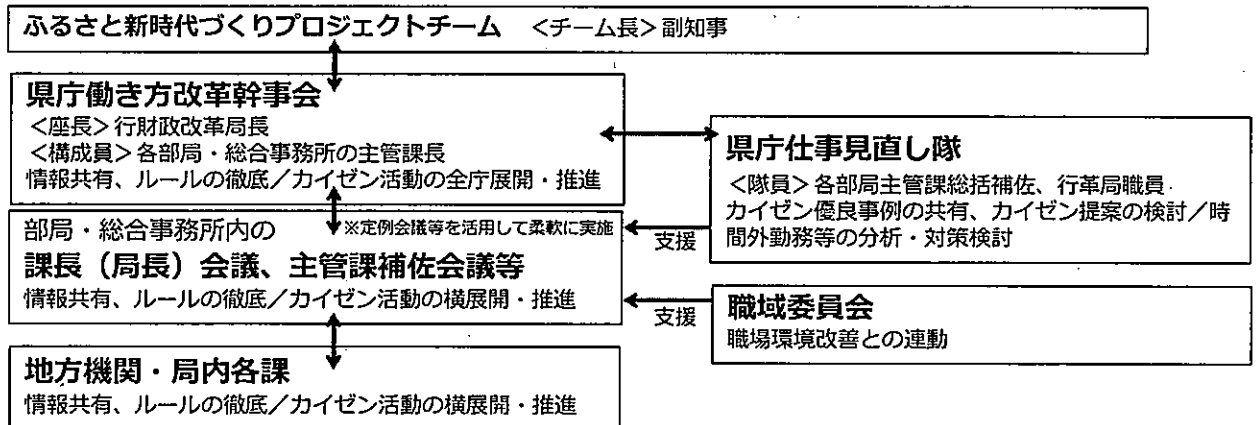 ふるさと新時代づくりプロジェクトチーム ＜チーム長＞副知事
県庁働き方改革幹事会
＜座長＞行財政改革局長
＜構成員＞各部局・総合事務所の主管課長
情報共有、ルールの徹底／カイゼン活動の全庁展開・推進
県庁仕事見直し隊
＜隊員＞各部局主管課総括補佐、行革局職員
カイゼン優良事例の共有、カイゼン提案の検討／時
間外勤務等の分析・対策検討
部局・総合事務所内の ※定例会議等を活用して柔軟に実施
支援
課長（局長）会議、主管課補佐会議等
情報共有、ルールの徹底／カイゼン活動の横展開・推進
支援
職域委員会
職場環境改善との連動
地方機関・局内各課
情報共有、ルールの徹底／カイゼン活動の横展開・推進